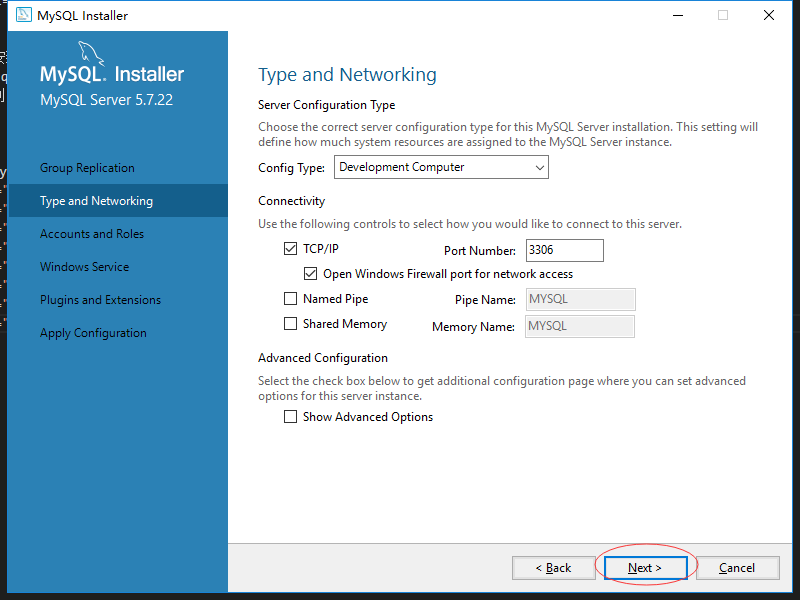 MySQL Installer
MySQL. Installer
MySQL Server 5.7.22
Group Replication
Type and Networking
Accounts and Roles
Windows Service
Plugins and Extensions
Apply Configuration
Type and Networking
Server Configuration Type
Choose the correct server configuration type for this MySQL Server installation. This setting will
define how much system resources are assigned to the MySQL Server instance.
Config Type: Development Computer
Connectivity
Use the following controls to select how you would like to connect to this server.
TCP/IP Port Number: 3306
Open Windows Firewall port for network access
Named Pipe Pipe Name: MYSQL
Shared Memory Memory Name: MYSQL
Advanced Configuration
Select the check box below to get additional configuration page where you can set advanced
options for this server instance.
Show Advanced Options
< Back Next > Cancel